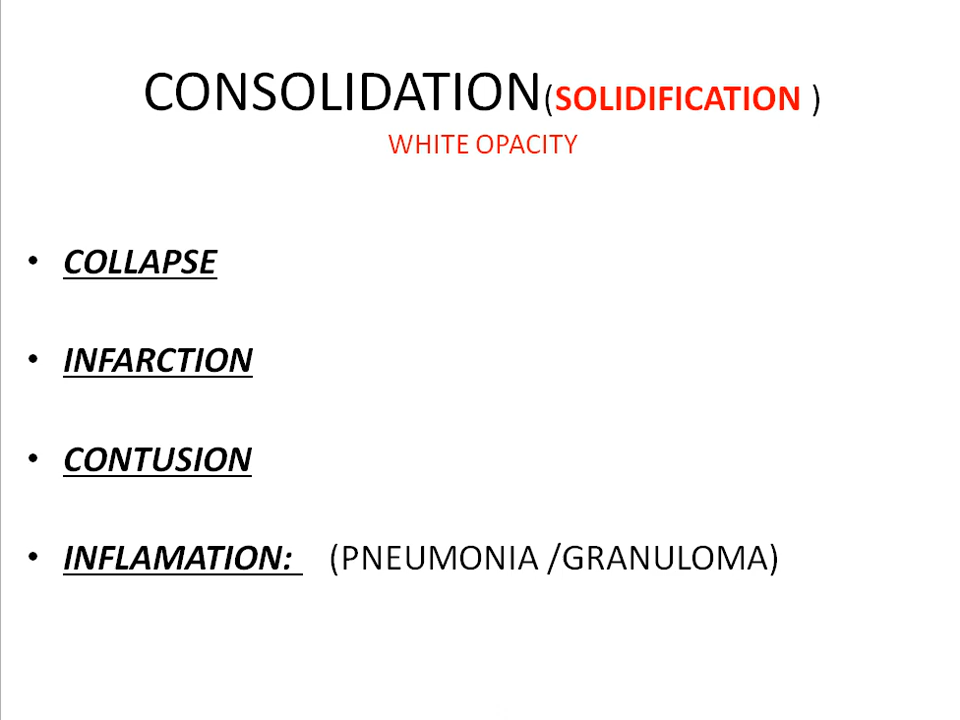 CONSOLIDATION(SOLIDIFICATION )
WHITE OPACITY
• COLLAPSE
• INFARCTION
• CONTUSION
• INFLAMATION: (PNEUMONIA /GRANULOMA)